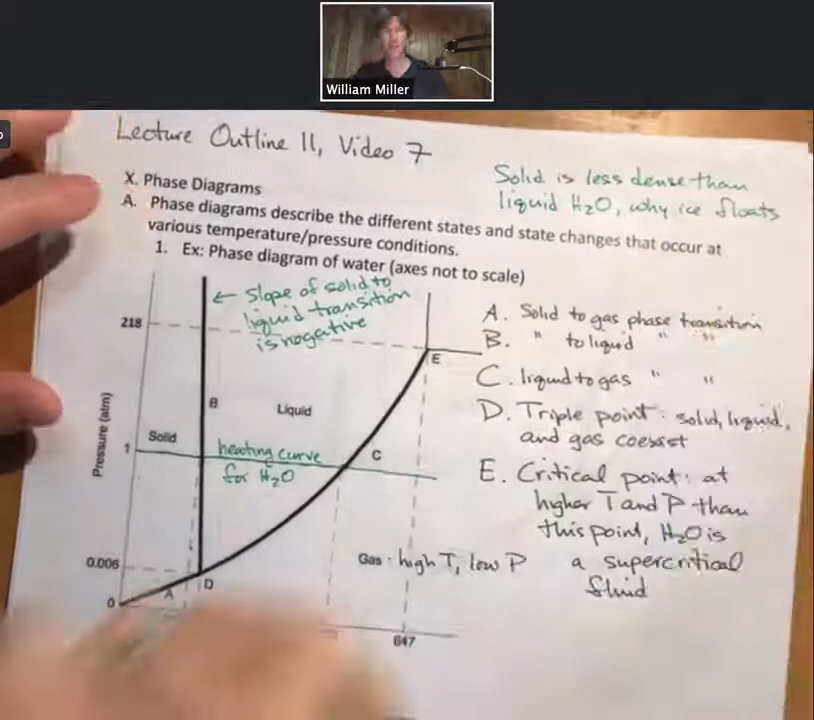 William Miller
Lecture Outline 11, Video 7
Solid is less dense than
liquid H2O, why ice floats
X. Phase Diagrams
A. Phase diagrams describe the different states and state changes that occur at
various temperature/pressure conditions.
1. Ex: Phase diagram of water (axes not to scale)
← slope of solid to
liquid transition
is negative
218
E
A. Solid to gas phase transition
B. " to liquid " "
C. liquid to gas " "
D. Triple point: solid, liquid,
and gas coexist
E. Critical point: at
higher T and P than
this point, H2O is
a supercritical
fluid
Pressure (atm)
B
Liquid
Solid
1
heating curve
for H2O
C
Gas · high T, low P
0.006
D
A
0
647